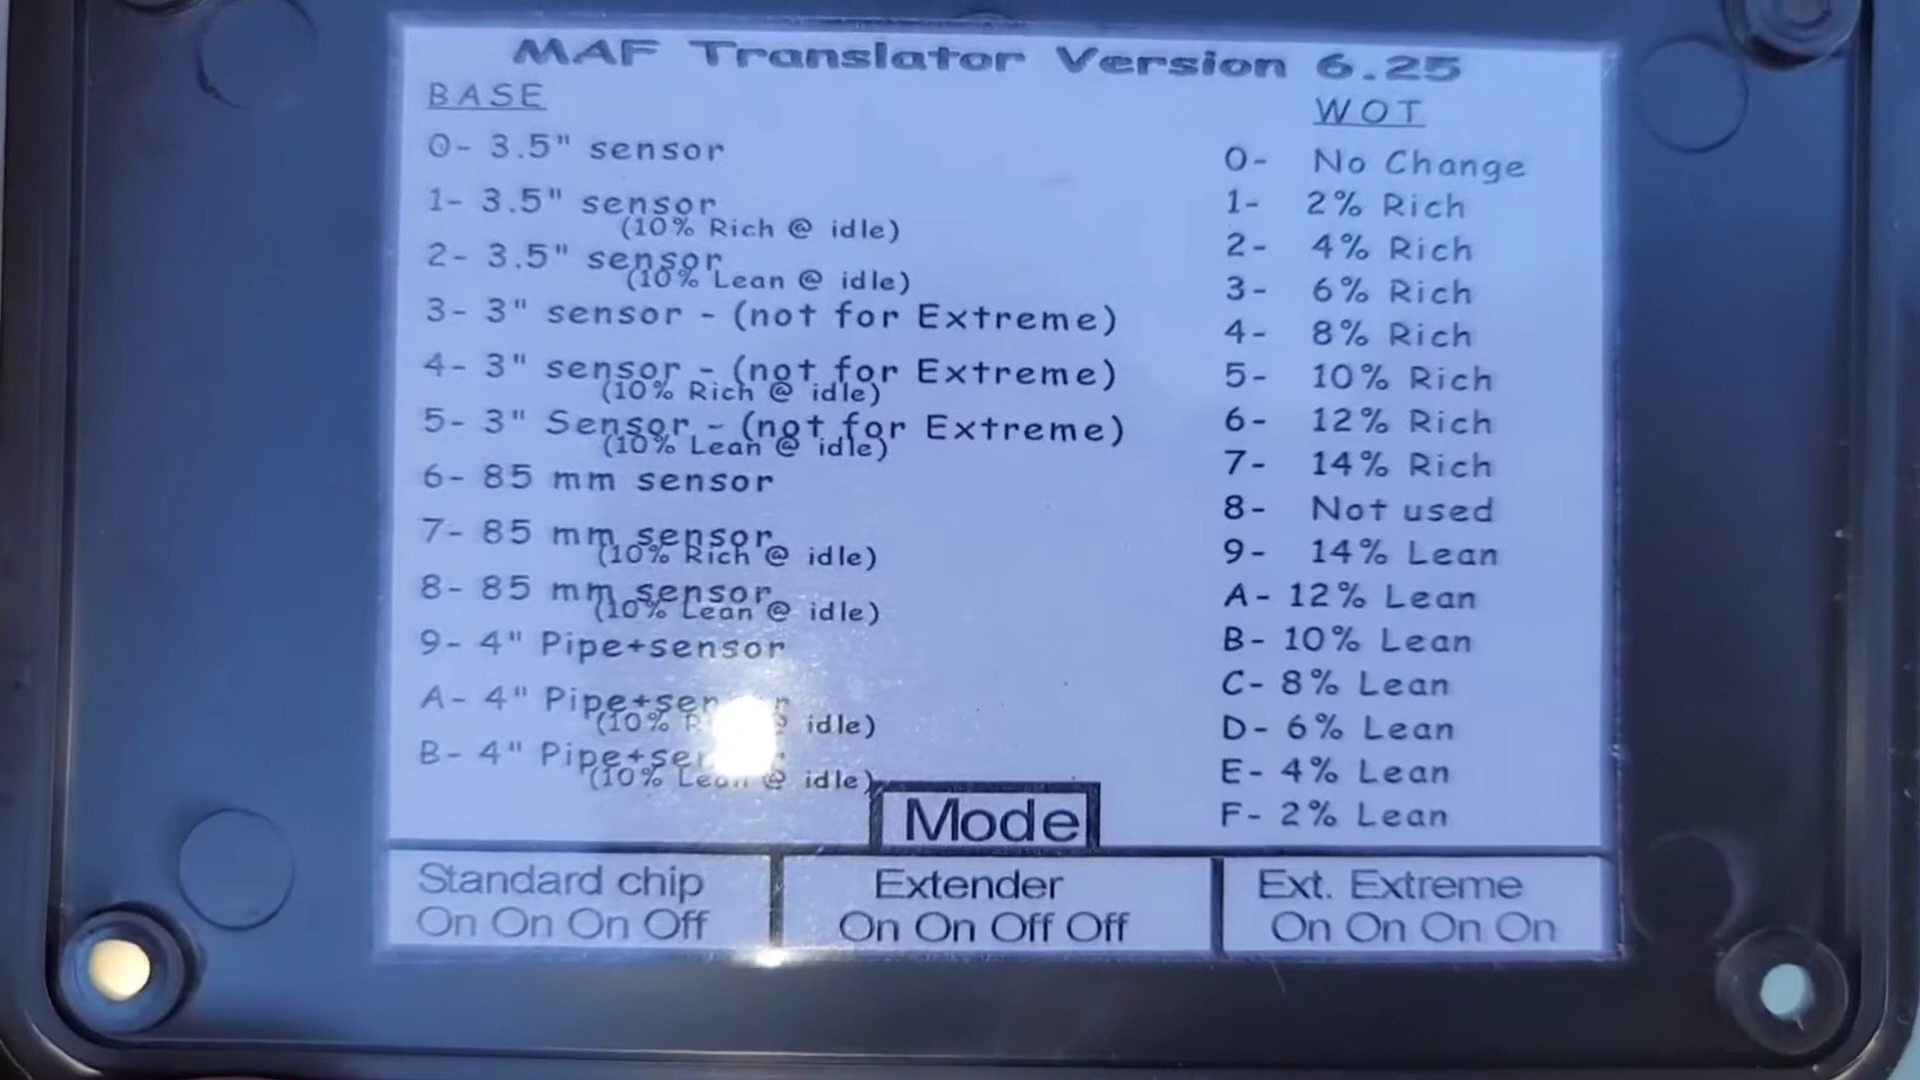 MAF Translator Version 6.25
BASE
0- 3.5" sensor
1- 3.5" sensor
(10% Rich @ idle)
2- 3.5" sensor
(10% Lean @ idle)
3- 3" sensor - (not for Extreme)
4- 3" sensor - (not for Extreme)
(10% Rich @ idle)
5- 3" Sensor - (not for Extreme)
(10% Lean @ idle)
6- 85 mm sensor
7- 85 mm sensor
(10% Rich @ idle)
8- 85 mm sensor
(10% Lean @ idle)
9- 4" Pipe+sensor
A- 4" Pipe+sensor
(10% idle)
B- 4" Pipe+sensor
(10% Lean @ idle)
WOT
0- No Change
1- 2% Rich
2- 4% Rich
3- 6% Rich
4- 8% Rich
5- 10% Rich
6- 12% Rich
7- 14% Rich
8- Not used
9- 14% Lean
A- 12% Lean
B- 10% Lean
C- 8% Lean
D- 6% Lean
E- 4% Lean
F- 2% Lean
Mode
Standard chip
On On On Off
Extender
On On Off Off
Ext. Extreme
On On On On